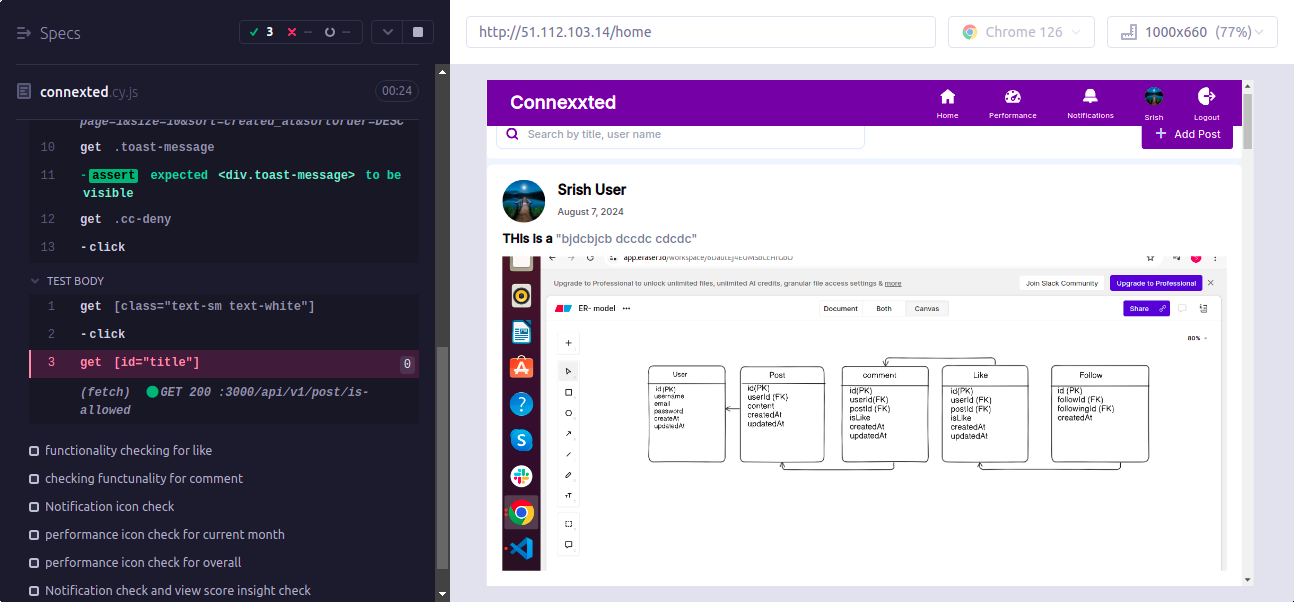 Specs
3
--
--
connexted.cy.js
00:24
page=1&size=10&sort=created_at&sortorder=DESC
10 get .toast-message
11 -assert expected <div.toast-message> to be
visible
12 get .cc-deny
13 -click
TEST BODY
1 get [class="text-sm text-white"]
2 -click
3 get [id="title"] 0
(fetch) GET 200 :3000/api/v1/post/is-
allowed
functionality checking for like
checking functunality for comment
Notification icon check
performance icon check for current month
performance icon check for overall
Notification check and view score insight check
http://51.112.103.14/home
Chrome 126
1000x660 (77%)
Connexxted
Home
Performance
Notifications
Srish
Logout
Search by title, user name
+ Add Post
Srish User
August 7, 2024
THis is a "bjdcbjcb dccdc cdcdc"
Upgrade to Professional to unlock unlimited files, unlimited AI credits, granular file access settings & more
Join Slack Community
Upgrade to Professional
ER- model
Document
Both
Canvas
Share
80%
User
id (PK)
username
email
password
createAt
updatedAt
Post
id(PK)
userId (FK)
content
createdAt
updatedAt
comment
id(PK)
userId(FK)
postId (FK)
isLike
createdAt
updatedAt
Like
id(PK)
userId (FK)
postId (FK)
isLike
createdAt
updatedAt
Follow
id (PK)
followId (FK)
followingId (FK)
createdAt